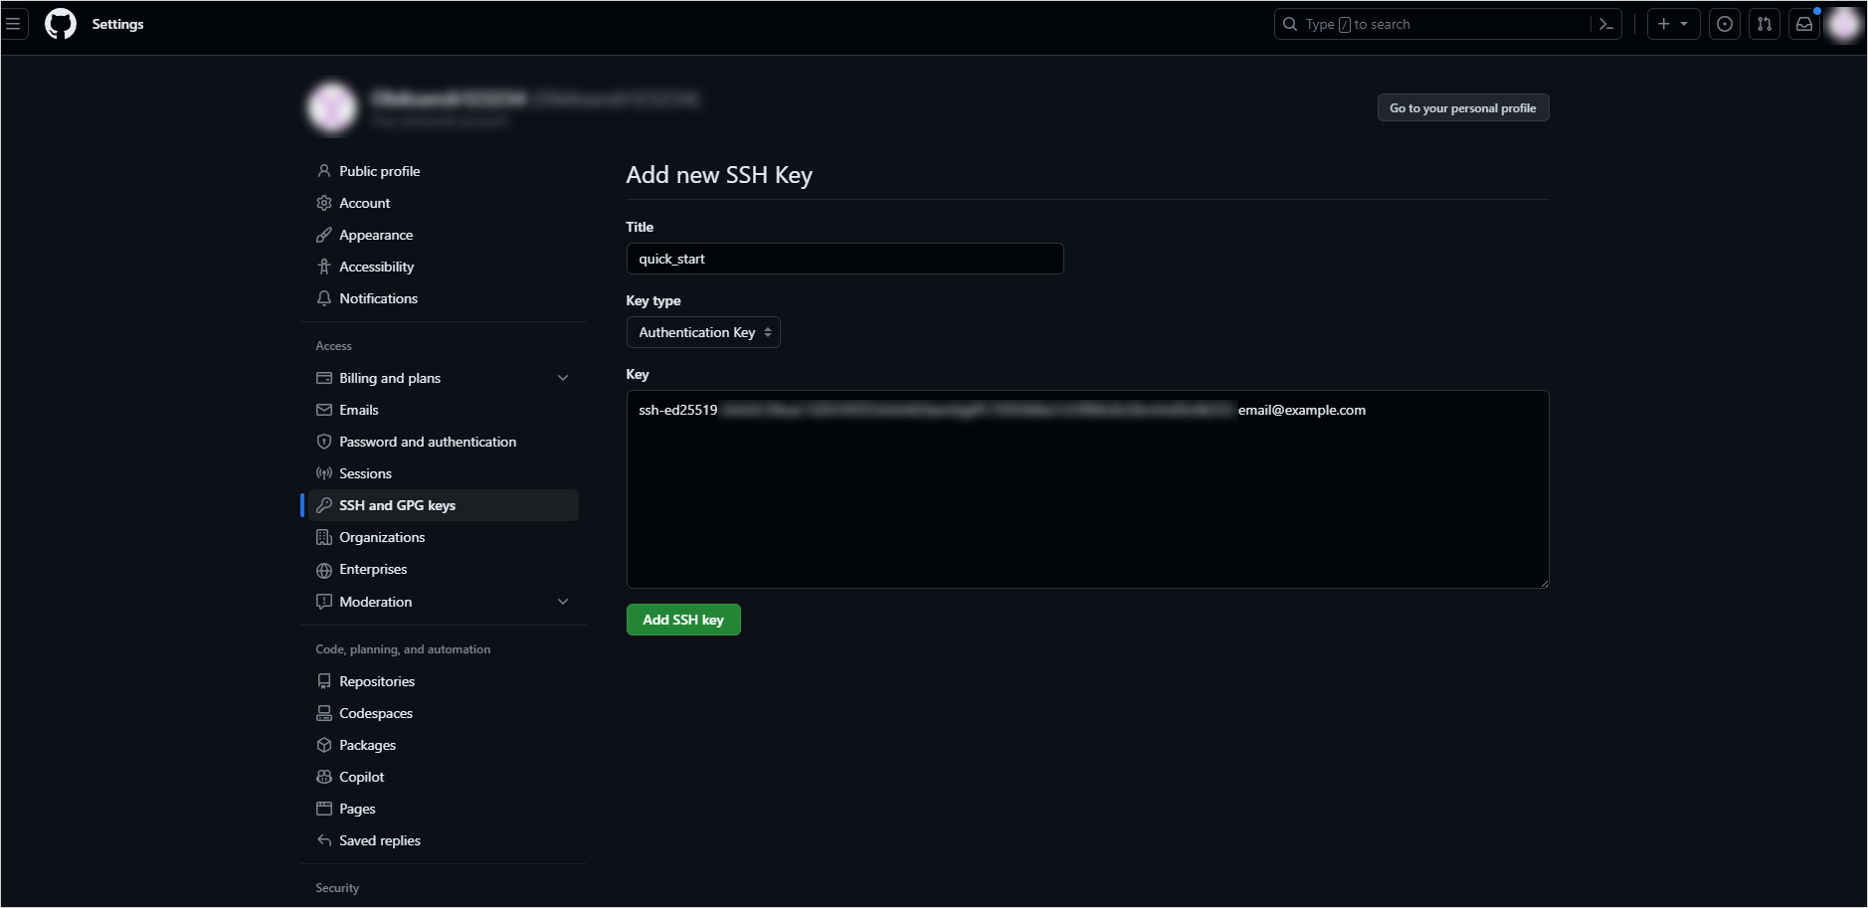 Settings
Type / to search
Go to your personal profile
Public profile
Account
Appearance
Accessibility
Notifications
Access
Billing and plans
Emails
Password and authentication
Sessions
SSH and GPG keys
Organizations
Enterprises
Moderation
Code, planning, and automation
Repositories
Codespaces
Packages
Copilot
Pages
Saved replies
Security
Add new SSH Key
Title
quick_start
Key type
Authentication Key
Key
ssh-ed25519 email@example.com
Add SSH key